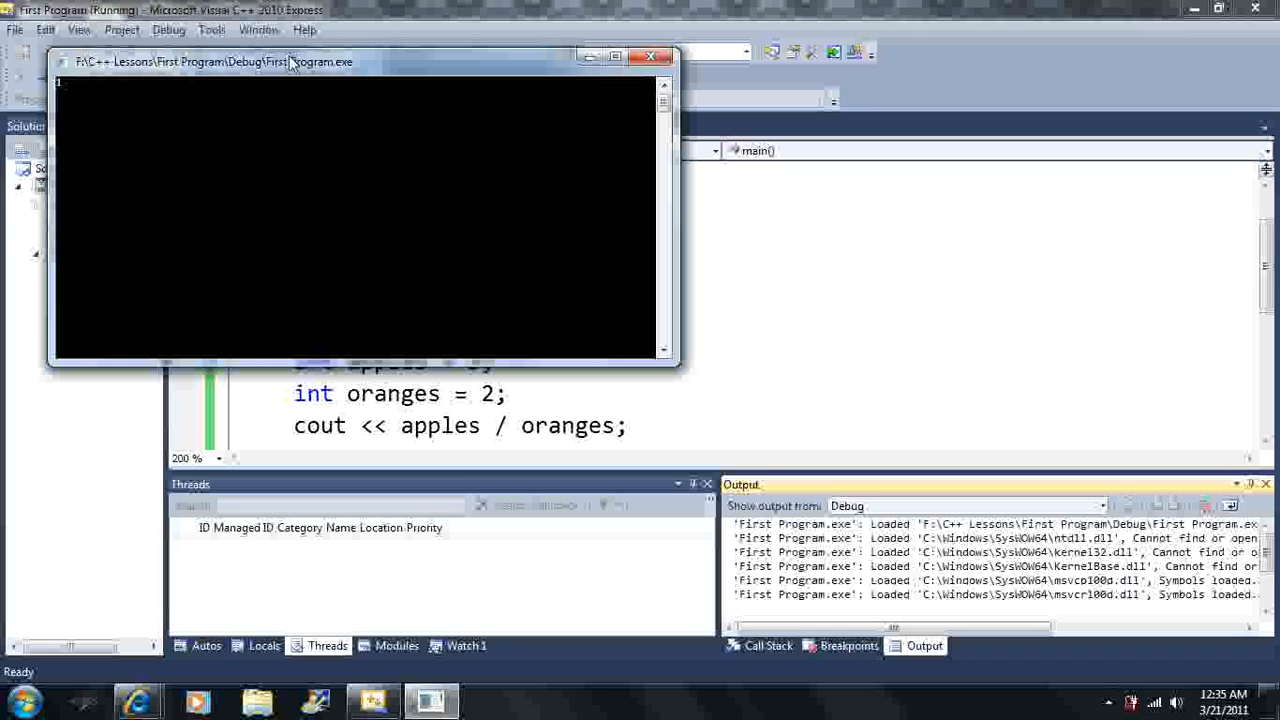 First Program (Running) - Microsoft Visual C++ 2010 Express
File Edit View Project Debug Tools Window Help
F:\C++ Lessons\First Program\Debug\First Program.exe
1
Solution
main()
int oranges = 2;
cout << apples / oranges;
200 %
Threads
Output
Show output from: Debug
ID Managed ID Category Name Location Priority
'First Program.exe': Loaded 'F:\C++ Lessons\First Program\Debug\First Program.exe
'First Program.exe': Loaded 'C:\Windows\SysWOW64\ntdll.dll', Cannot find or open
'First Program.exe': Loaded 'C:\Windows\SysWOW64\kernel32.dll', Cannot find or o
'First Program.exe': Loaded 'C:\Windows\SysWOW64\KernelBase.dll', Cannot find or
'First Program.exe': Loaded 'C:\Windows\SysWOW64\msvcp100d.dll', Symbols loaded.
'First Program.exe': Loaded 'C:\Windows\SysWOW64\msvcr100d.dll', Symbols loaded.
Autos Locals Threads Modules Watch 1
Call Stack Breakpoints Output
Ready
12:35 AM
3/21/2011